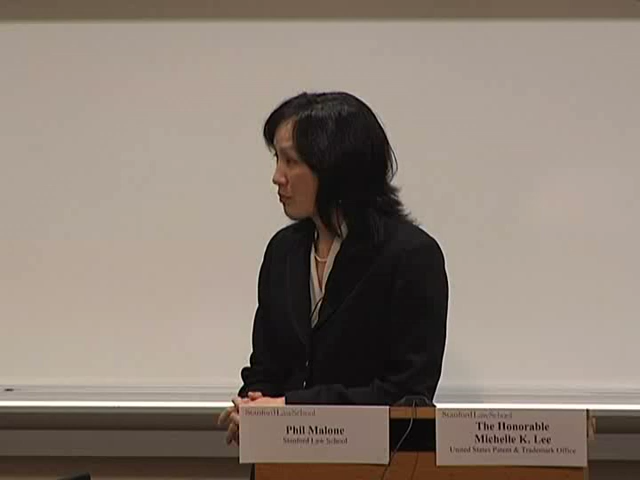 StanfordLawSchool
Phil Malone
Stanford Law School
StanfordLawSchool
The Honorable
Michelle K. Lee
United States Patent & Trademark Office